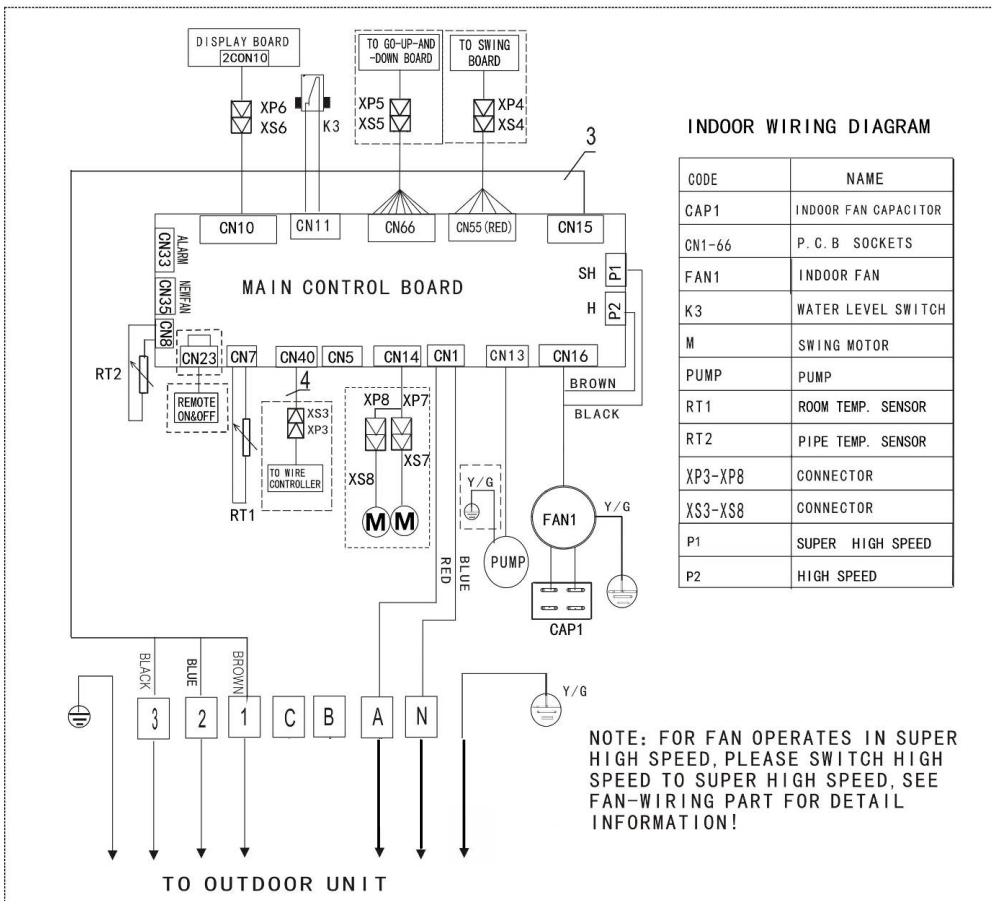 DISPLAY BOARD
2CON10
TO GO-UP-AND
-DOWN BOARD
TO SWING
BOARD
XP6
XS6
K3
XP5
XS5
XP4
XS4
3
CN10
CN11
CN66
CN55 (RED)
CN15
ALARM
CN33
NEWFAN
CN35
CN8
MAIN CONTROL BOARD
SH
P1
H
P2
CN23
CN7
CN40
CN5
CN14
CN1
CN13
CN16
BROWN
BLACK
RT2
REMOTE
ON&OFF
RT1
4
XS3
XP3
TO WIRE
CONTROLLER
XP8
XP7
XS8
XS7
M
M
RED
BLUE
Y/G
PUMP
FAN1
Y/G
CAP1
BLACK
BLUE
BROWN
3
2
1
C
B
A
N
Y/G
TO OUTDOOR UNIT
INDOOR WIRING DIAGRAM
CODE NAME
CAP1 INDOOR FAN CAPACITOR
CN1-66 P.C.B SOCKETS
FAN1 INDOOR FAN
K3 WATER LEVEL SWITCH
M SWING MOTOR
PUMP PUMP
RT1 ROOM TEMP. SENSOR
RT2 PIPE TEMP. SENSOR
XP3-XP8 CONNECTOR
XS3-XS8 CONNECTOR
P1 SUPER HIGH SPEED
P2 HIGH SPEED
NOTE: FOR FAN OPERATES IN SUPER
HIGH SPEED, PLEASE SWITCH HIGH
SPEED TO SUPER HIGH SPEED, SEE
FAN-WIRING PART FOR DETAIL
INFORMATION!